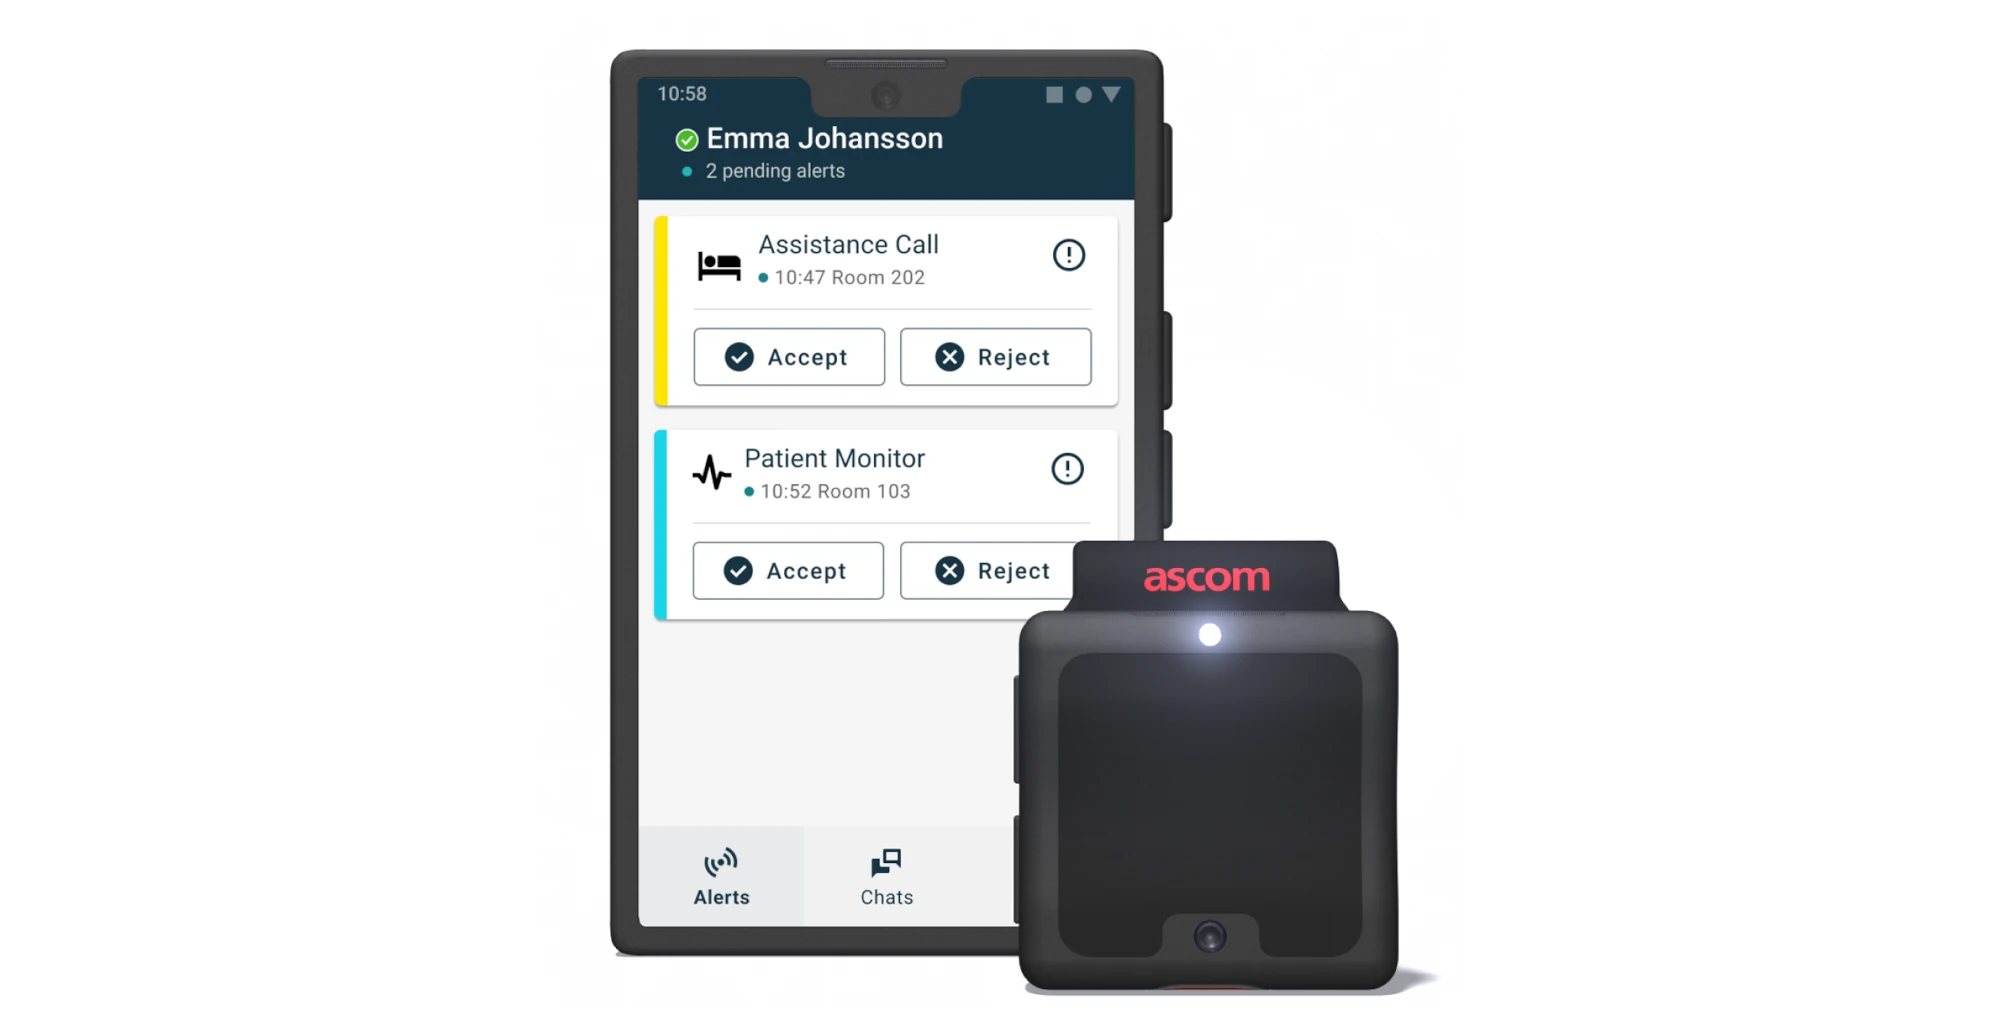 10:58
Emma Johansson
2 pending alerts
Assistance Call
10:47 Room 202
Accept
Reject
Patient Monitor
10:52 Room 103
Accept
Reject
ascom
Alerts
Chats